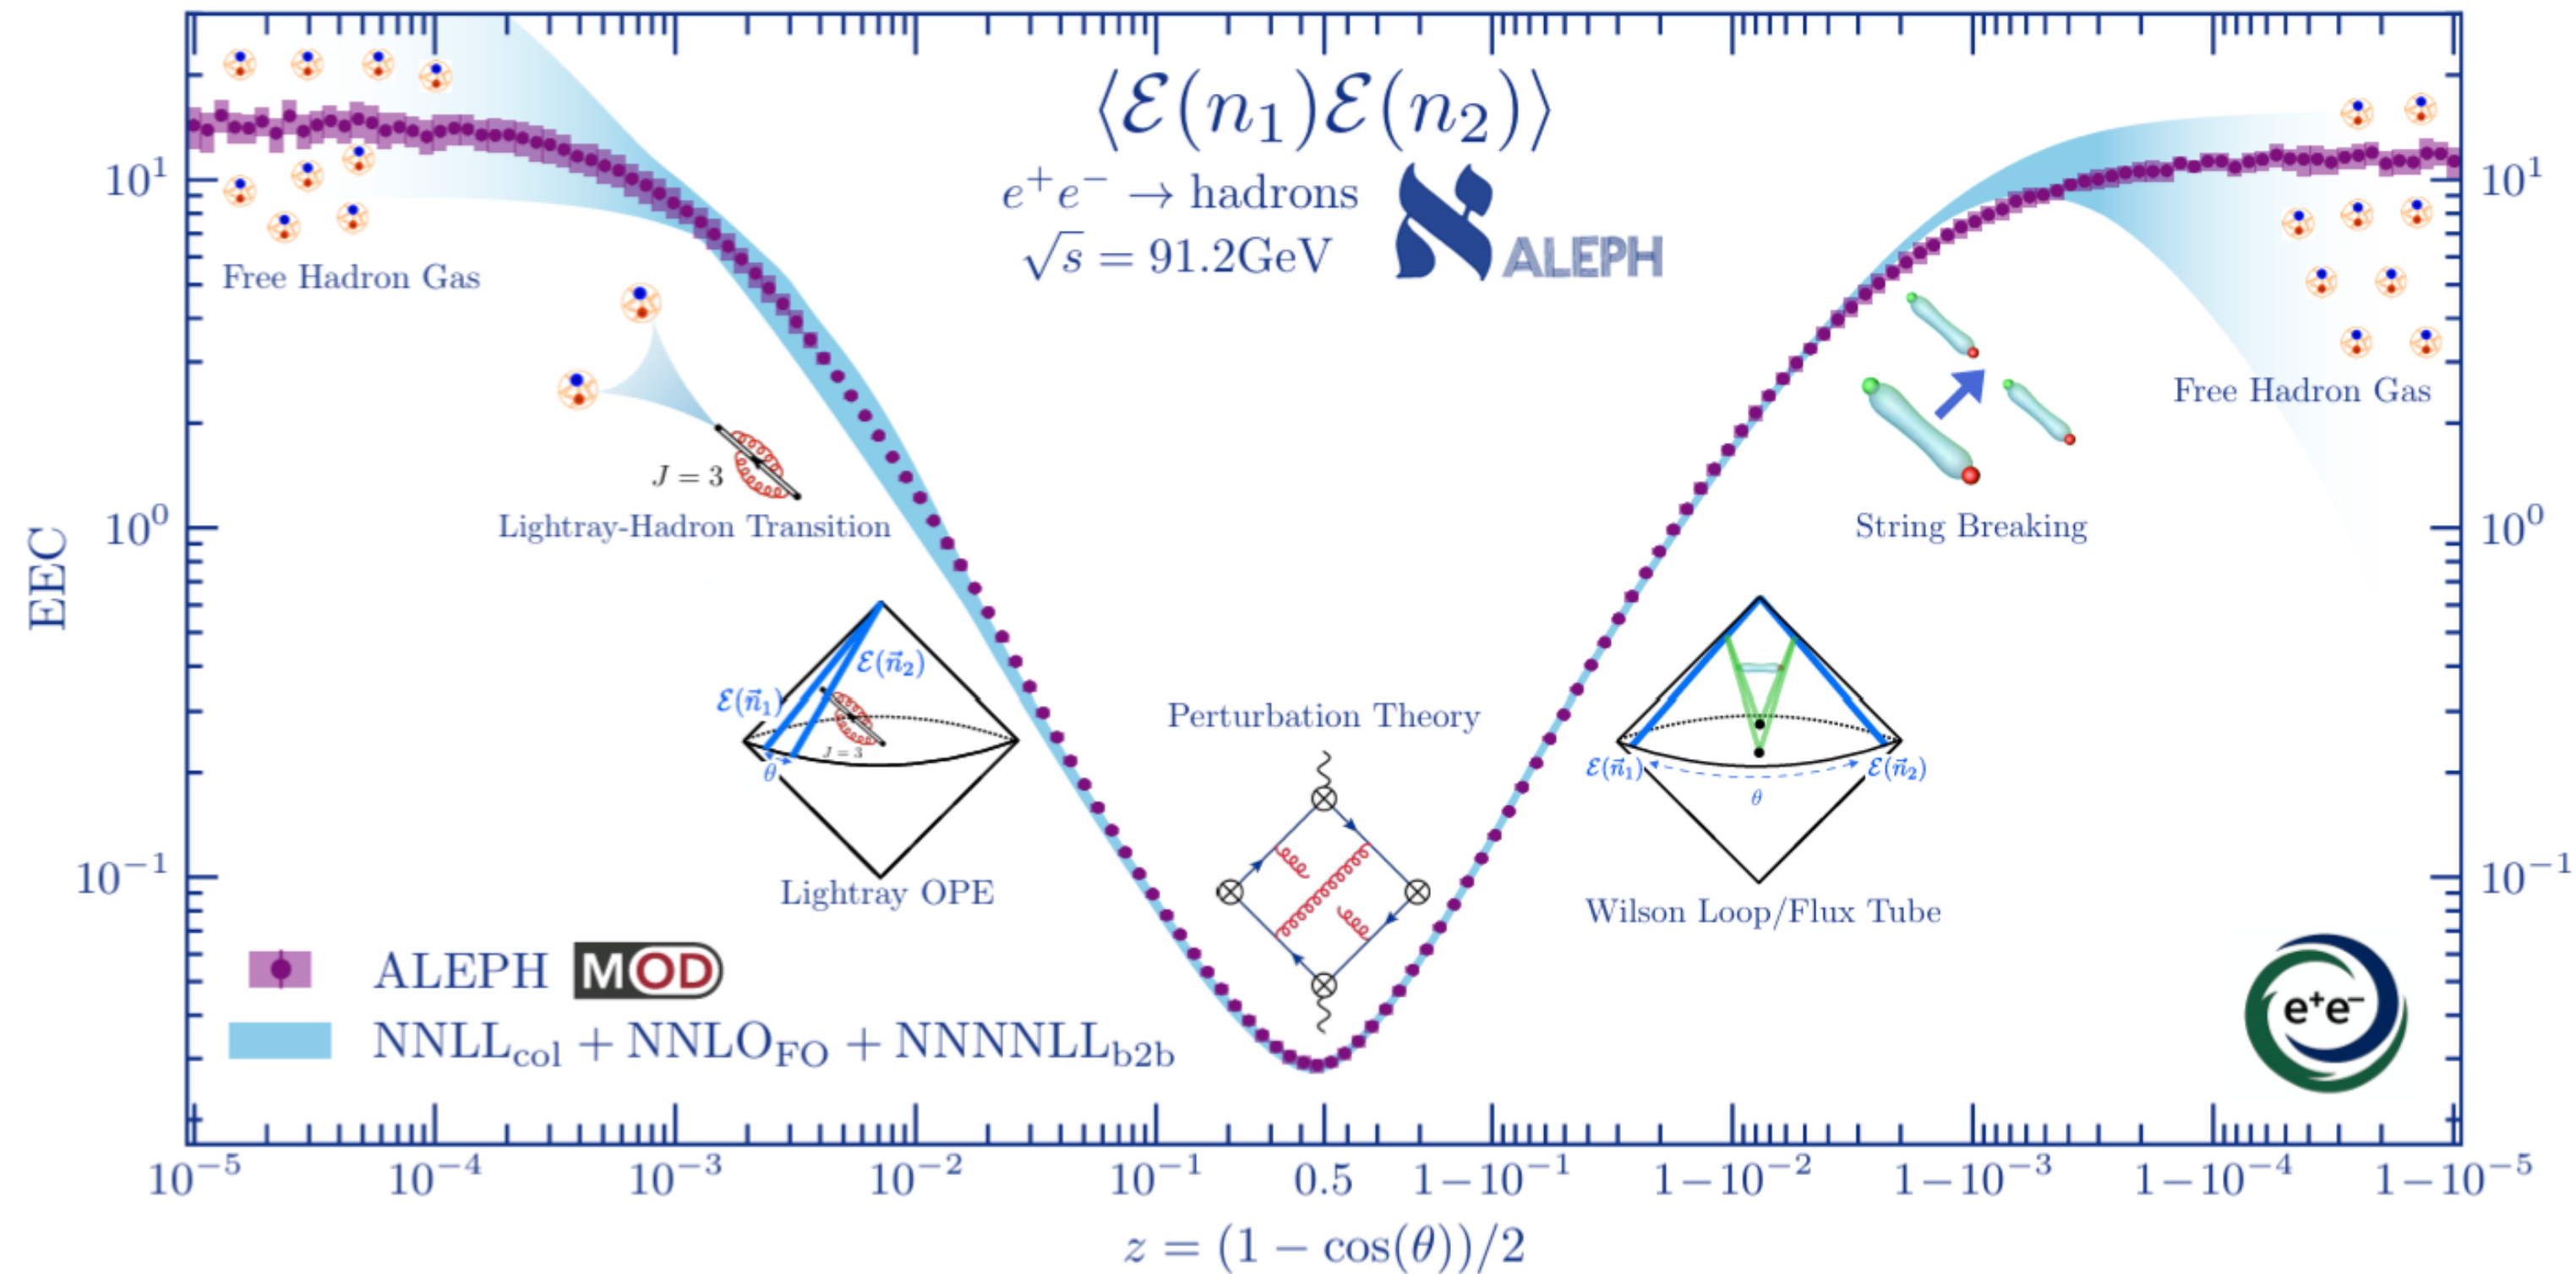 ⟨ℰ(n₁)ℰ(n₂)⟩
e⁺e⁻ → hadrons
√s = 91.2GeV
ℵ ALEPH
10¹
10⁰
10⁻¹
EEC
10¹
10⁰
10⁻¹
Free Hadron Gas
Free Hadron Gas
J = 3
Lightray-Hadron Transition
String Breaking
ℰ(n⃗₁)
ℰ(n⃗₂)
J = 3
θ
Lightray OPE
Perturbation Theory
ℰ(n⃗₁)
ℰ(n⃗₂)
θ
Wilson Loop/Flux Tube
ALEPH MOD
NNLL_col + NNLO_FO + NNNNLL_b2b
e⁺e⁻
10⁻⁵ 10⁻⁴ 10⁻³ 10⁻² 10⁻¹ 0.5 1−10⁻¹ 1−10⁻² 1−10⁻³ 1−10⁻⁴ 1−10⁻⁵
z = (1 − cos(θ))/2